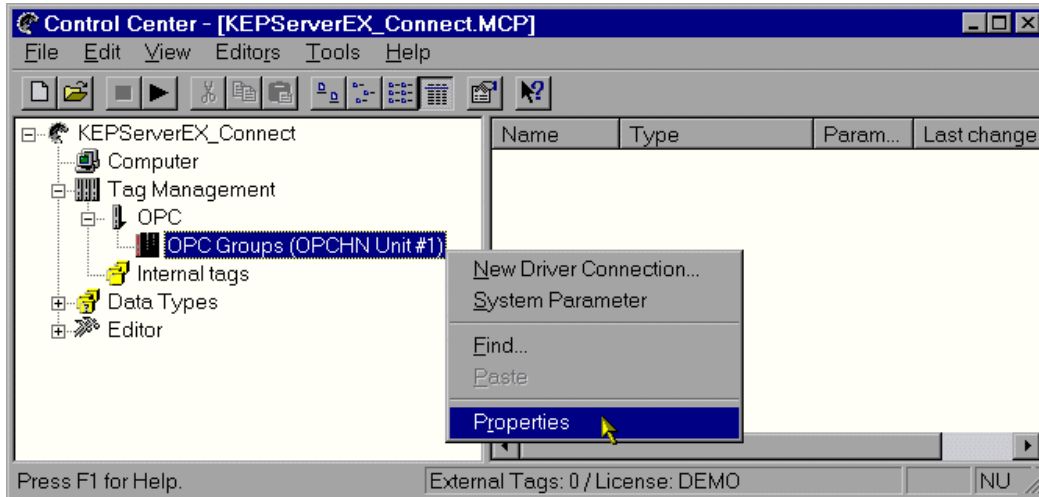 Control Center - [KEPServerEX_Connect.MCP]
File Edit View Editors Tools Help
KEPServerEX_Connect
Computer
Tag Management
OPC
OPC Groups (OPCHN Unit #1)
Internal tags
Data Types
Editor
Name Type Param... Last change
New Driver Connection...
System Parameter
Find...
Paste
Properties
Press F1 for Help. External Tags: 0 / License: DEMO NU